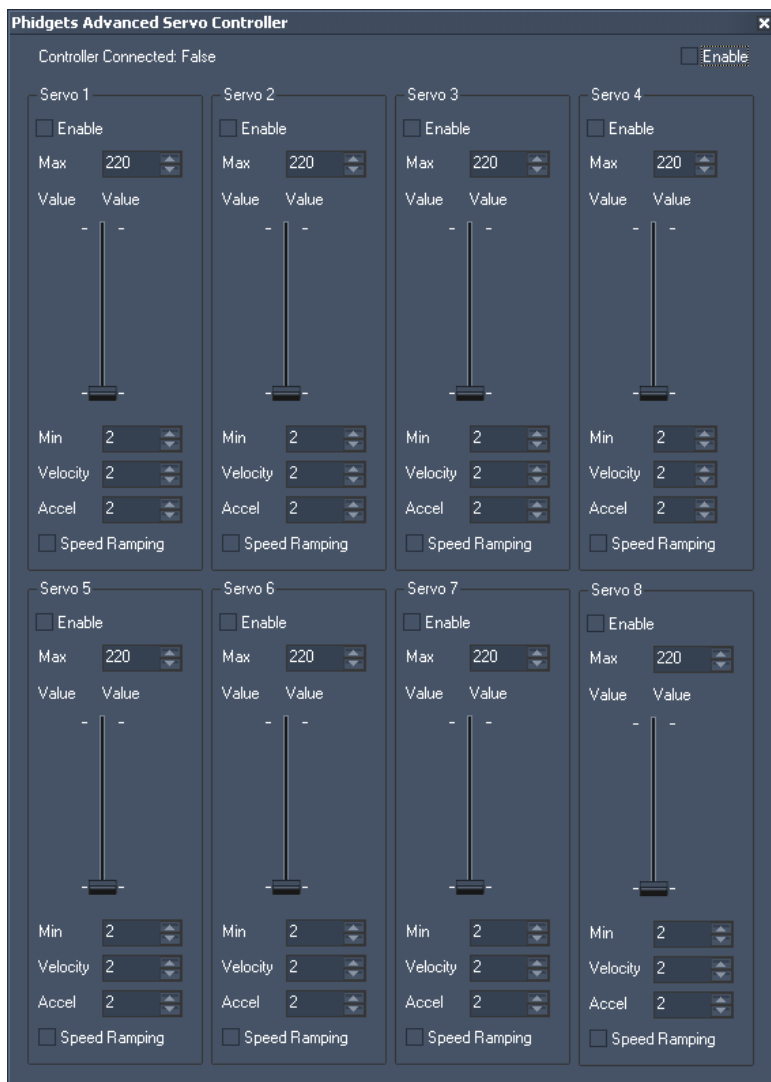 Phidgets Advanced Servo Controller
Controller Connected: False
Enable
Servo 1
Enable
Max 220
Value Value
Min 2
Velocity 2
Accel 2
Speed Ramping
Servo 2
Enable
Max 220
Value Value
Min 2
Velocity 2
Accel 2
Speed Ramping
Servo 3
Enable
Max 220
Value Value
Min 2
Velocity 2
Accel 2
Speed Ramping
Servo 4
Enable
Max 220
Value Value
Min 2
Velocity 2
Accel 2
Speed Ramping
Servo 5
Enable
Max 220
Value Value
Min 2
Velocity 2
Accel 2
Speed Ramping
Servo 6
Enable
Max 220
Value Value
Min 2
Velocity 2
Accel 2
Speed Ramping
Servo 7
Enable
Max 220
Value Value
Min 2
Velocity 2
Accel 2
Speed Ramping
Servo 8
Enable
Max 220
Value Value
Min 2
Velocity 2
Accel 2
Speed Ramping